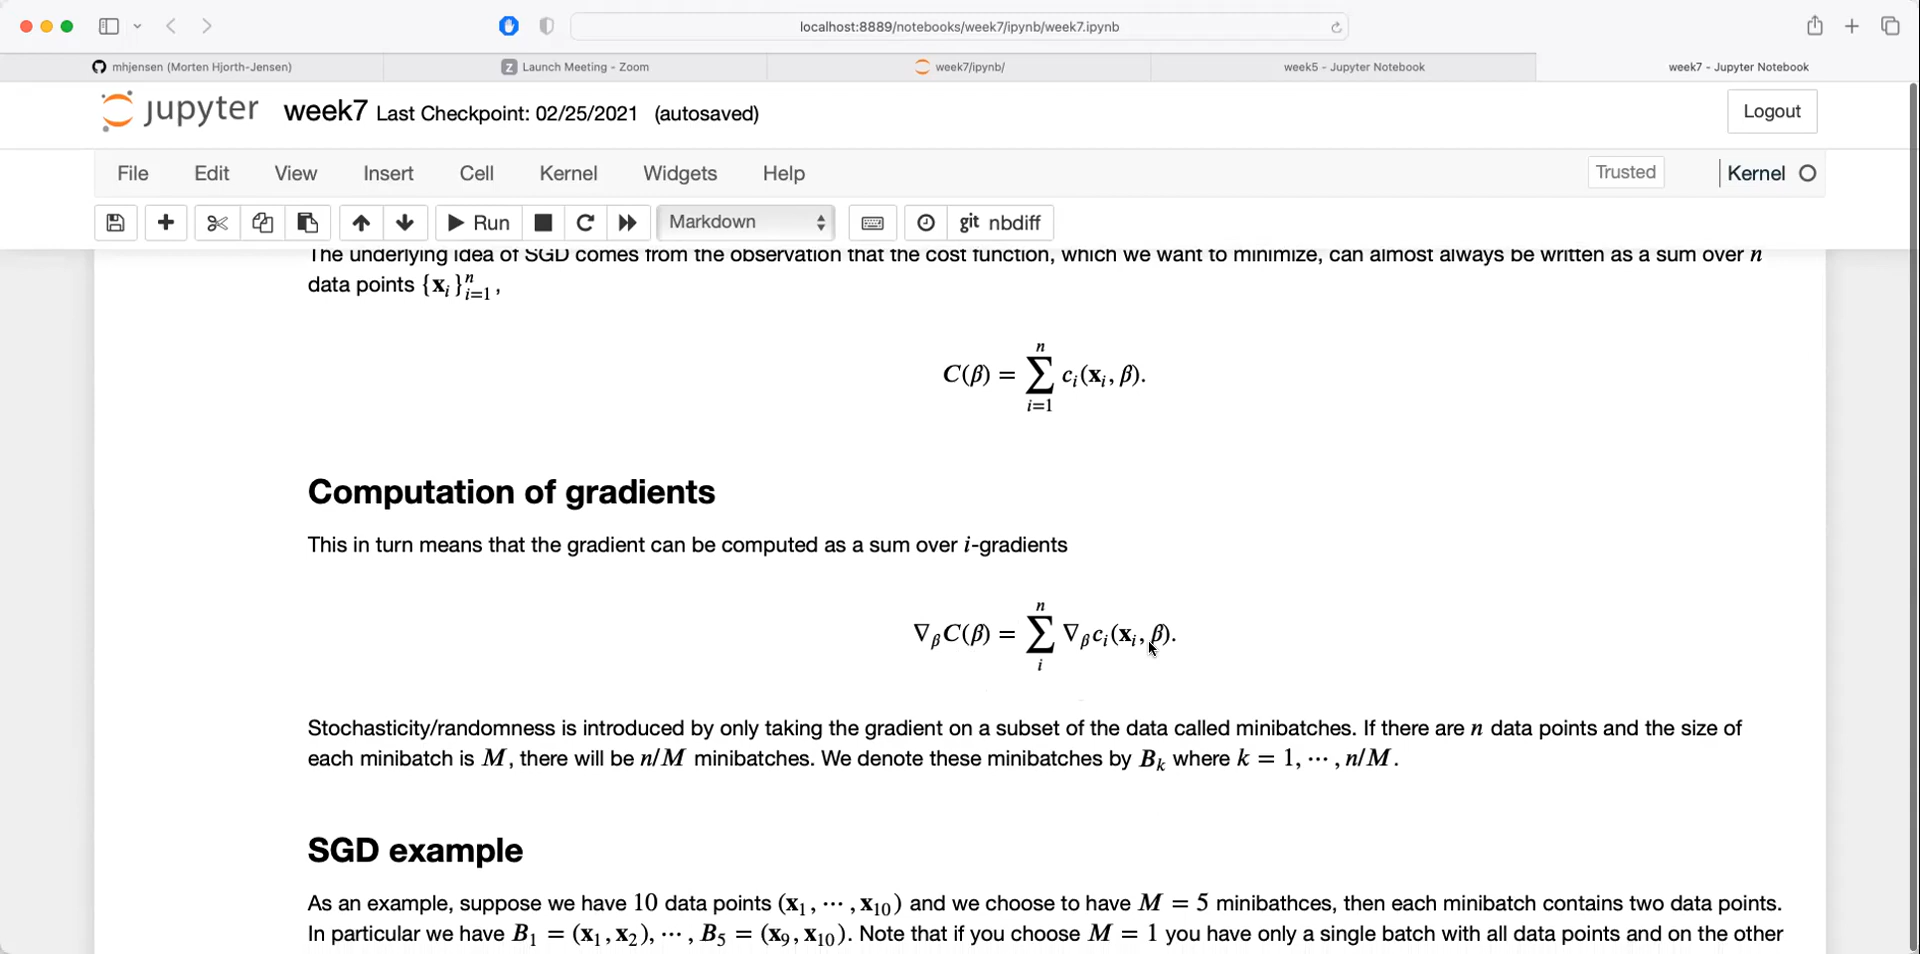 localhost:8889/notebooks/week7/ipynb/week7.ipynb
mhjensen (Morten Hjorth-Jensen)
Z Launch Meeting - Zoom
week7/ipynb/
week5 - Jupyter Notebook
week7 - Jupyter Notebook
jupyter week7 Last Checkpoint: 02/25/2021 (autosaved)
Logout
File Edit View Insert Cell Kernel Widgets Help
Trusted
Kernel
Run
Markdown
git nbdiff
The underlying idea of SGD comes from the observation that the cost function, which we want to minimize, can almost always be written as a sum over n
data points {x_i}_{i=1}^n,
C(β) = ∑_{i=1}^n c_i(x_i, β).
Computation of gradients
This in turn means that the gradient can be computed as a sum over i-gradients
∇_β C(β) = ∑_i^n ∇_β c_i(x_i, β).
Stochasticity/randomness is introduced by only taking the gradient on a subset of the data called minibatches. If there are n data points and the size of
each minibatch is M, there will be n/M minibatches. We denote these minibatches by B_k where k = 1, ⋯, n/M.
SGD example
As an example, suppose we have 10 data points (x_1, ⋯, x_10) and we choose to have M = 5 minibathces, then each minibatch contains two data points.
In particular we have B_1 = (x_1, x_2), ⋯, B_5 = (x_9, x_10). Note that if you choose M = 1 you have only a single batch with all data points and on the other